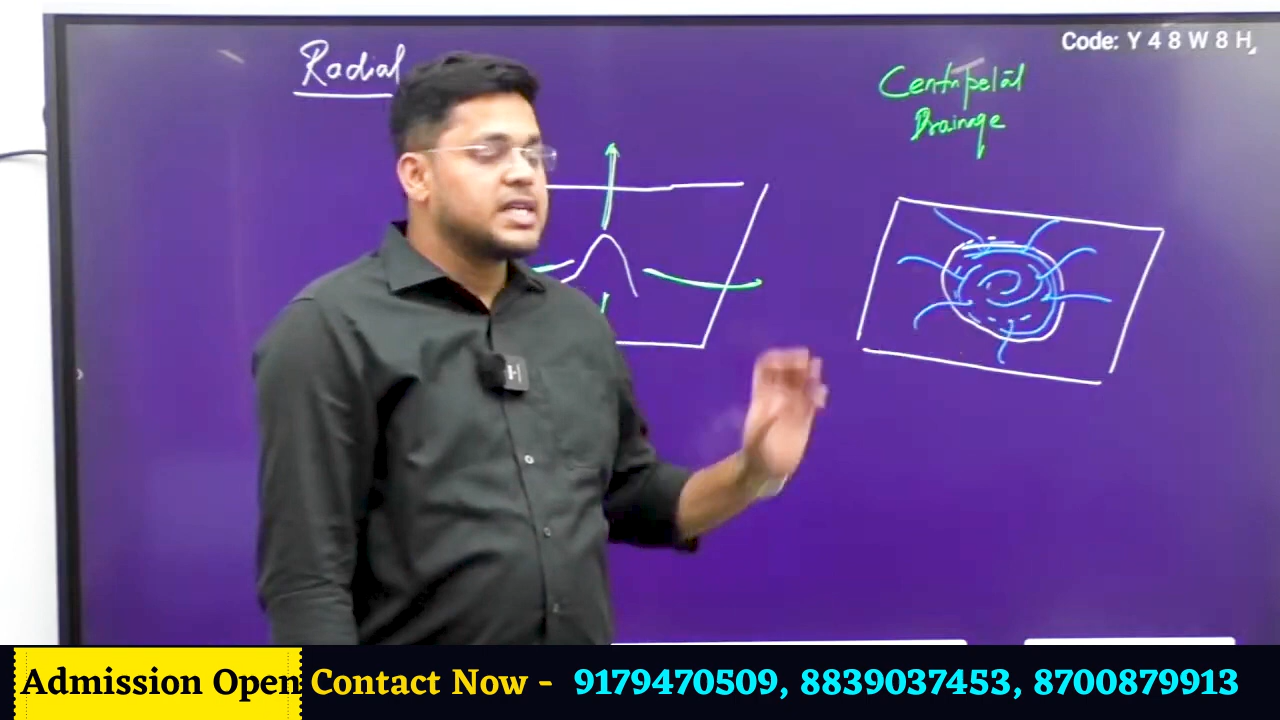 Code: Y 4 8 W 8 H
Radial
Centripetal
Drainage
H
Admission Open Contact Now - 9179470509, 8839037453, 8700879913